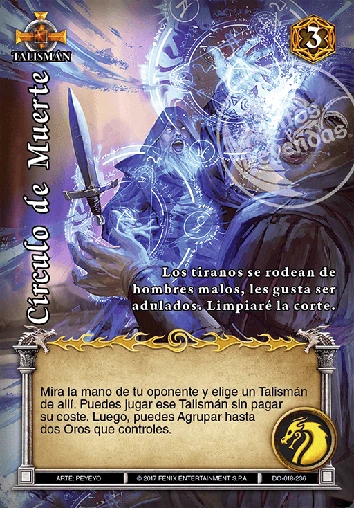 TALISMÁN
3
Círculo de Muerte
Los tiranos se rodean de
hombres malos, les gusta ser
adulados. Limpiaré la corte.
Mira la mano de tu oponente y elige un Talismán
de allí. Puedes jugar ese Talismán sin pagar
su coste. Luego, puedes Agrupar hasta
dos Oros que controles.
ARTE: PEYEYO
© 2017 FENIX ENTERTAINMENT S.P.A.